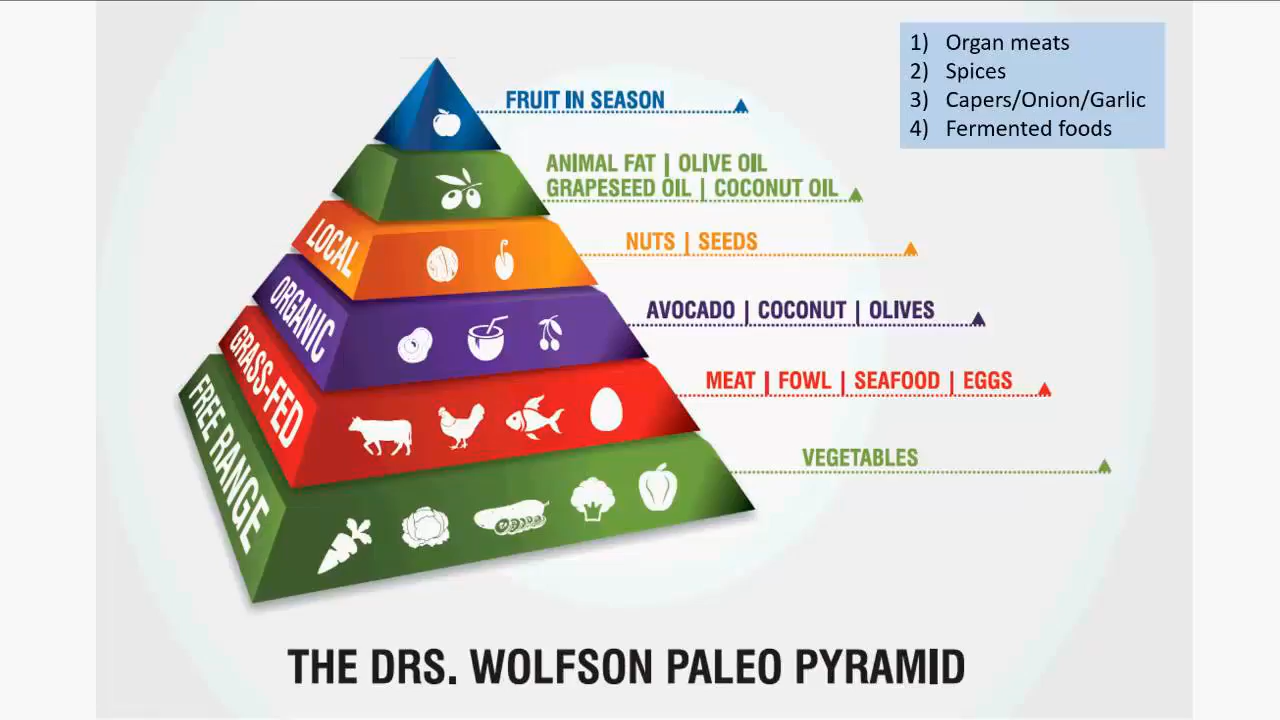 1) Organ meats
2) Spices
3) Capers/Onion/Garlic
4) Fermented foods
FRUIT IN SEASON
ANIMAL FAT | OLIVE OIL
GRAPESEED OIL | COCONUT OIL
LOCAL
NUTS | SEEDS
ORGANIC
AVOCADO | COCONUT | OLIVES
GRASS-FED
MEAT | FOWL | SEAFOOD | EGGS
FREE RANGE
VEGETABLES
THE DRS. WOLFSON PALEO PYRAMID